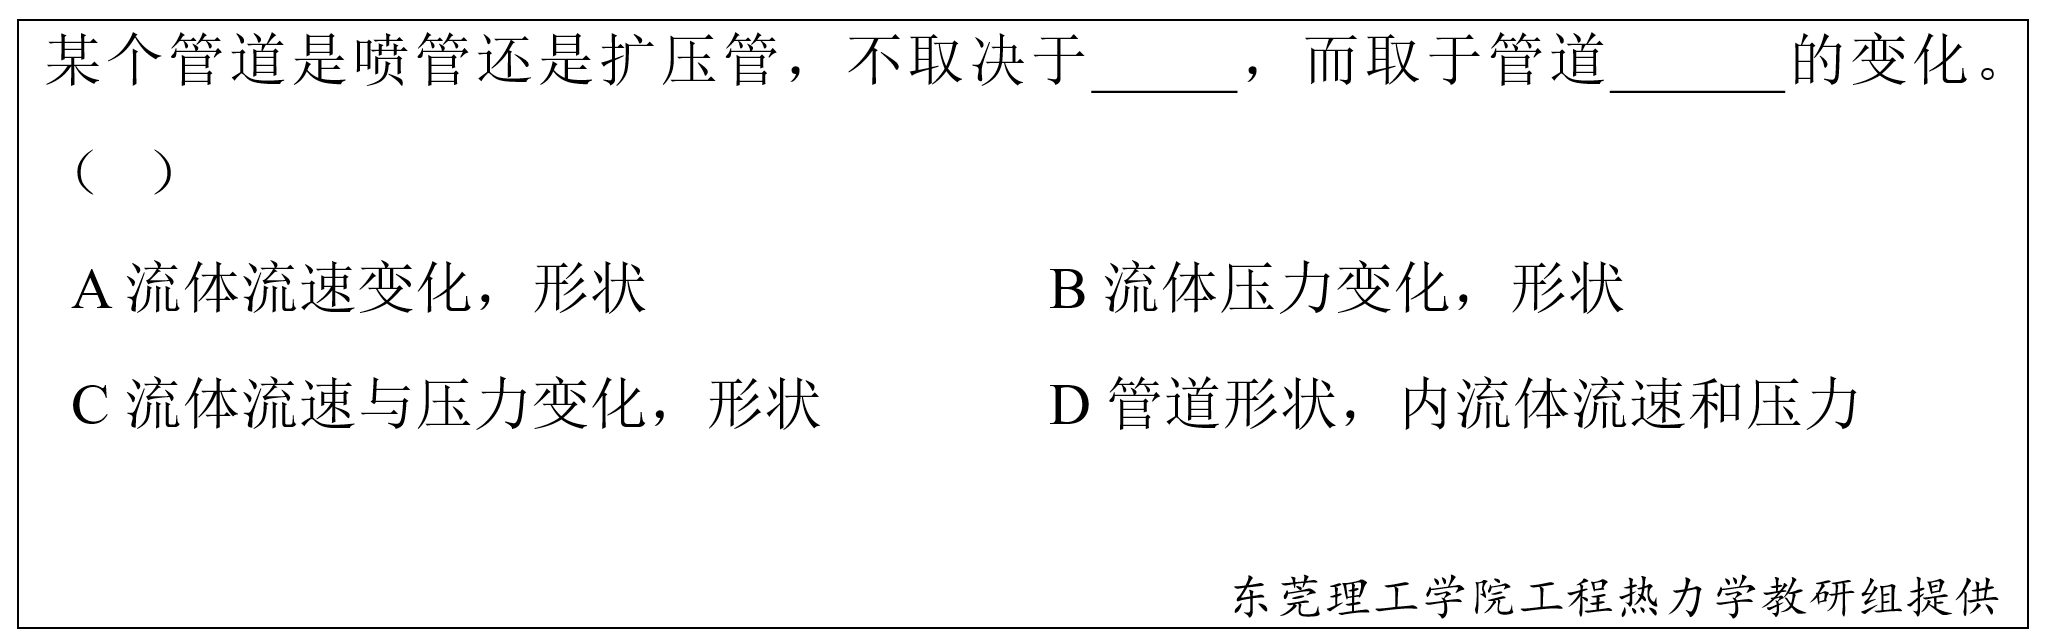 某个管道是喷管还是扩压管，不取决于_____，而取于管道______的变化。
（ ）
A 流体流速变化，形状 B 流体压力变化，形状
C 流体流速与压力变化，形状 D 管道形状，内流体流速和压力
东莞理工学院工程热力学教研组提供